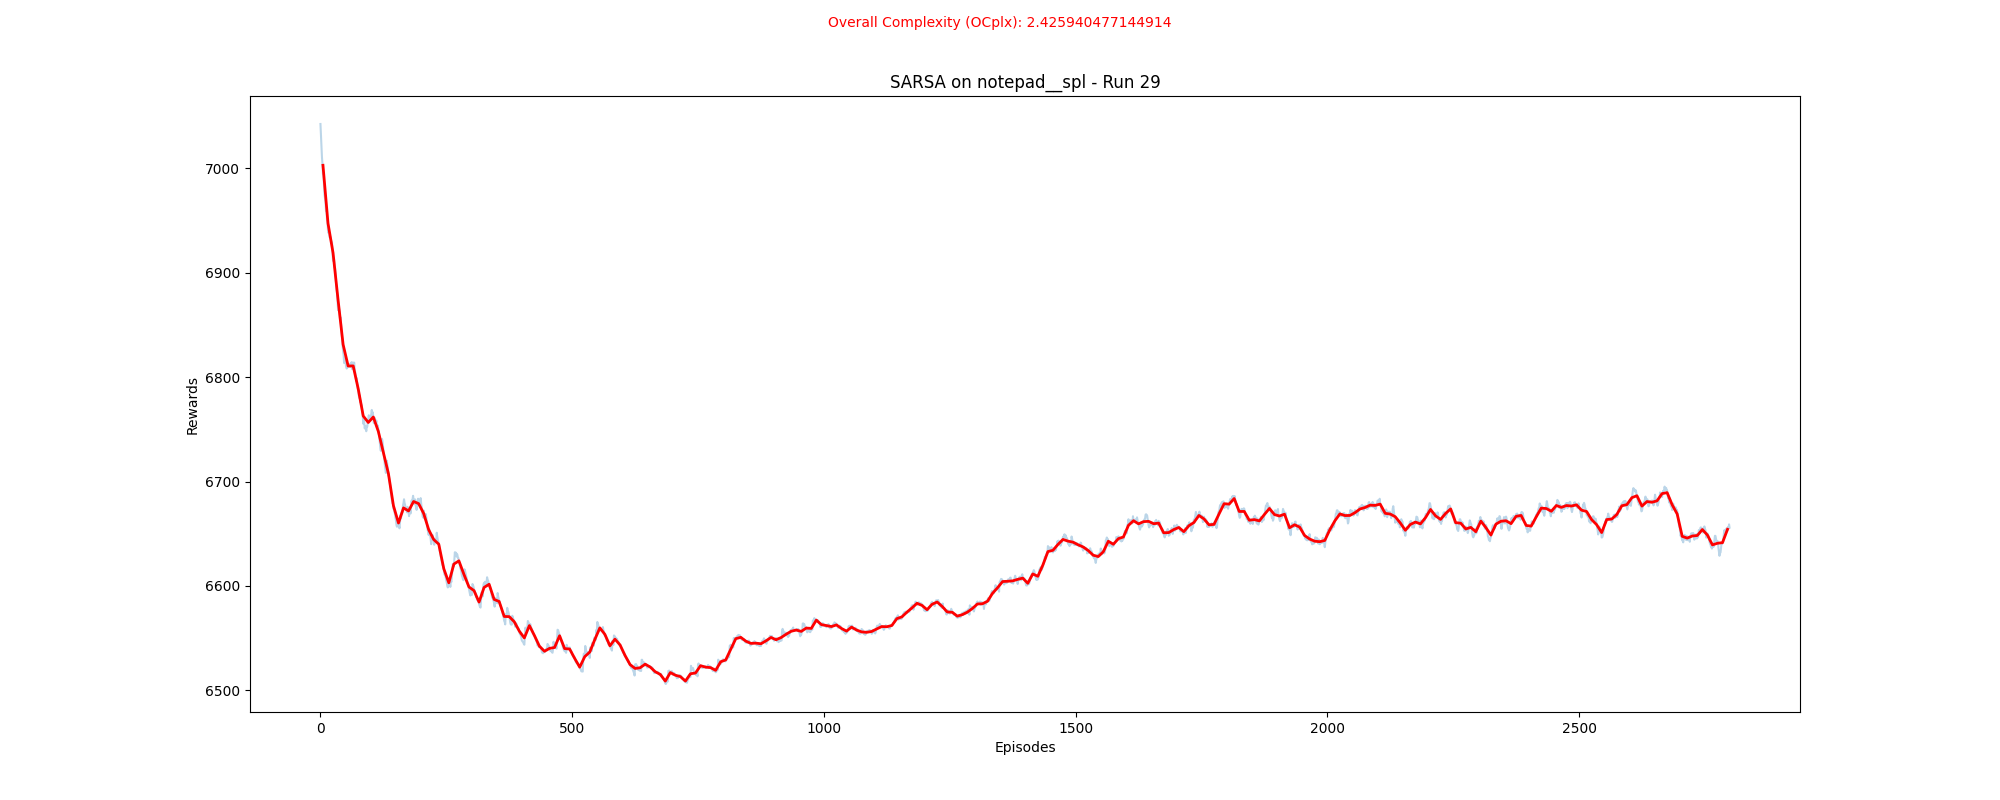 Overall Complexity (OCplx): 2.425940477144914
SARSA on notepad__spl - Run 29
7000
6900
6800
6700
6600
6500
Rewards
0 500 1000 1500 2000 2500
Episodes